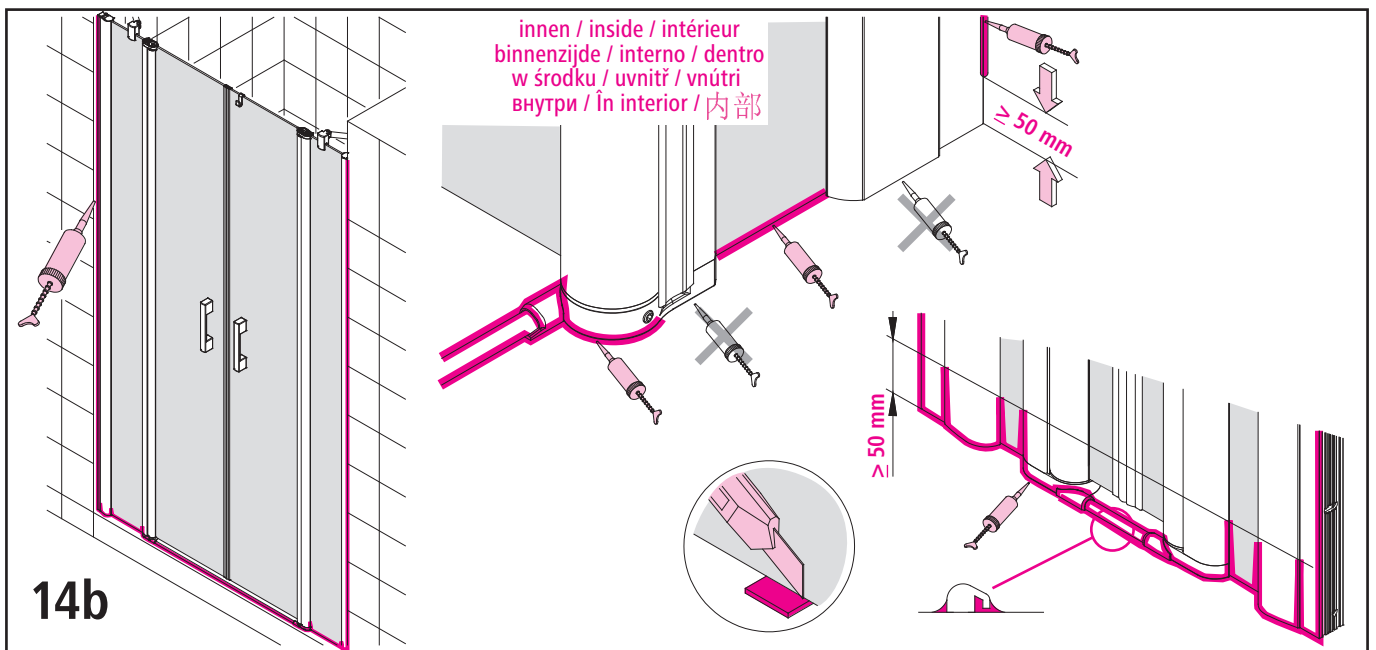 innen / inside / intérieur
binnenzijde / interno / dentro
w środku / uvnitř / vnútri
внутри / În interior / 内部
≥ 50 mm
≥ 50 mm
14b